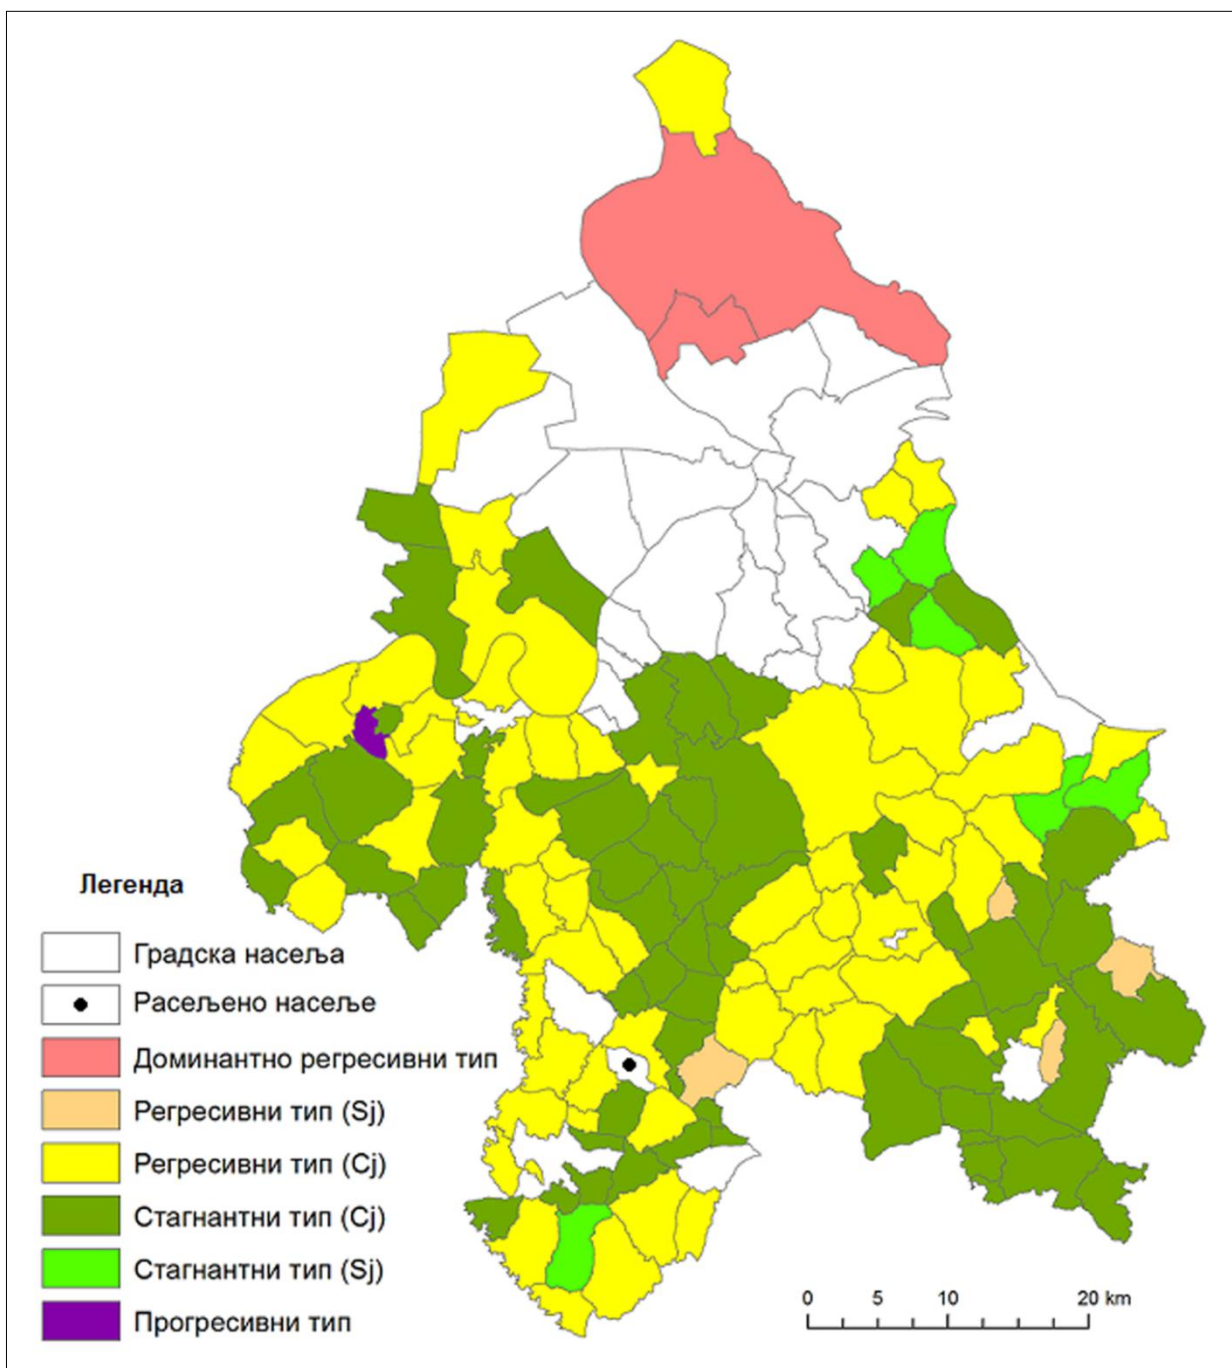 Легенда
Градска насеља
Расељено насеље
Доминантно регресивни тип
Регресивни тип (Sj)
Регресивни тип (Cj)
Стагнантни тип (Cj)
Стагнантни тип (Sj)
Прогресивни тип
0 5 10 20 km